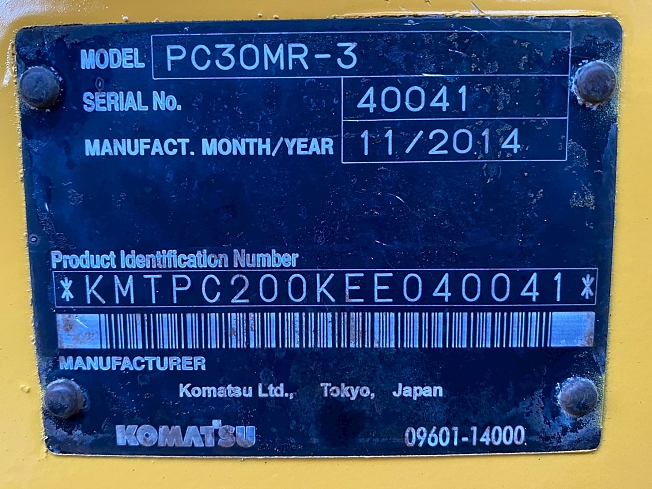 MODEL PC30MR-3
SERIAL No. 40041
MANUFACT. MONTH/YEAR 11/2014
Product Identification Number
*KMTPC200KEE040041*
MANUFACTURER
Komatsu Ltd., Tokyo, Japan
KOMATSU 09601-14000